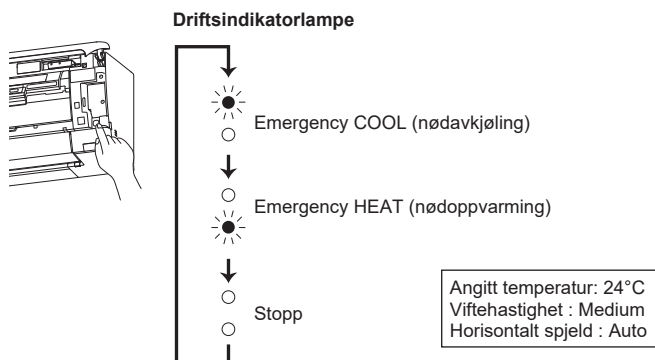 Driftsindikatorlampe
Emergency COOL (nødavkjøling)
Emergency HEAT (nødoppvarming)
Stopp
Angitt temperatur: 24°C
Viftehastighet : Medium
Horisontalt spjeld : Auto